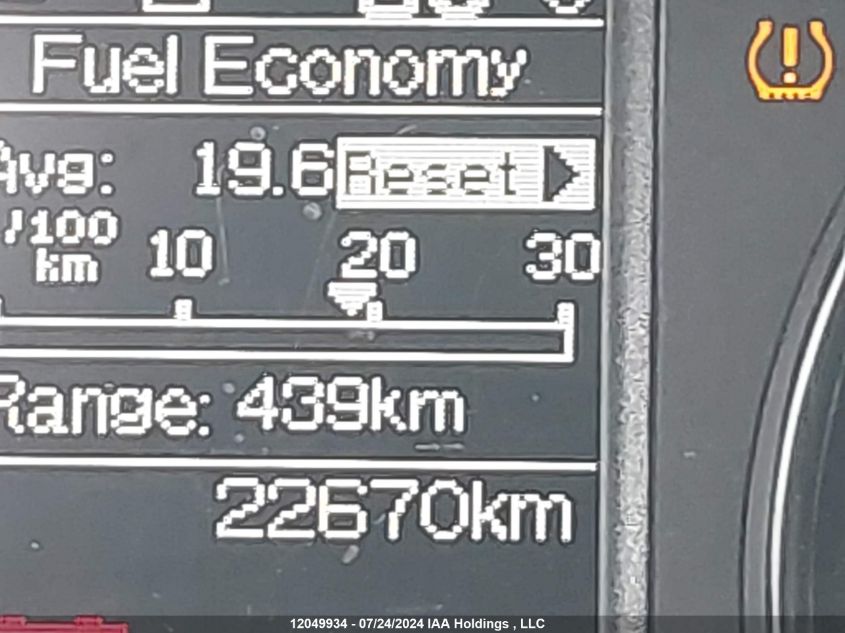 Fuel Economy
Avg: 19.6 Reset
/100
km 10 20 30
Range: 439km
22670km
12049934 - 07/24/2024 IAA Holdings , LLC